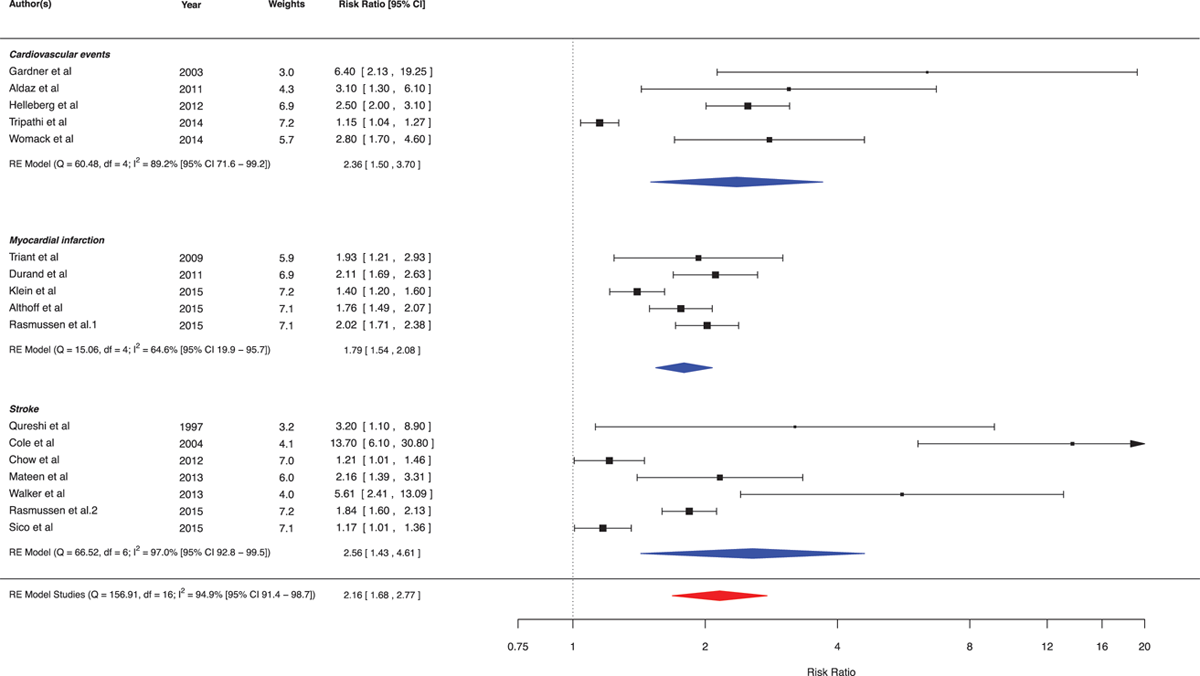 Author(s) Year Weights Risk Ratio [95% CI]
Cardiovascular events
Gardner et al 2003 3.0 6.40 [ 2.13 , 19.25 ]
Aldaz et al 2011 4.3 3.10 [ 1.30 , 6.10 ]
Helleberg et al 2012 6.9 2.50 [ 2.00 , 3.10 ]
Tripathi et al 2014 7.2 1.15 [ 1.04 , 1.27 ]
Womack et al 2014 5.7 2.80 [ 1.70 , 4.60 ]
RE Model (Q = 60.48, df = 4; I² = 89.2% [95% CI 71.6 – 99.2]) 2.36 [ 1.50 , 3.70 ]
Myocardial infarction
Triant et al 2009 5.9 1.93 [ 1.21 , 2.93 ]
Durand et al 2011 6.9 2.11 [ 1.69 , 2.63 ]
Klein et al 2015 7.2 1.40 [ 1.20 , 1.60 ]
Althoff et al 2015 7.1 1.76 [ 1.49 , 2.07 ]
Rasmussen et al.1 2015 7.1 2.02 [ 1.71 , 2.38 ]
RE Model (Q = 15.06, df = 4; I² = 64.6% [95% CI 19.9 – 95.7]) 1.79 [ 1.54 , 2.08 ]
Stroke
Qureshi et al 1997 3.2 3.20 [ 1.10 , 8.90 ]
Cole et al 2004 4.1 13.70 [ 6.10 , 30.80 ]
Chow et al 2012 7.0 1.21 [ 1.01 , 1.46 ]
Mateen et al 2013 6.0 2.16 [ 1.39 , 3.31 ]
Walker et al 2013 4.0 5.61 [ 2.41 , 13.09 ]
Rasmussen et al.2 2015 7.2 1.84 [ 1.60 , 2.13 ]
Sico et al 2015 7.1 1.17 [ 1.01 , 1.36 ]
RE Model (Q = 66.52, df = 6; I² = 97.0% [95% CI 92.8 – 99.5]) 2.56 [ 1.43 , 4.61 ]
RE Model Studies (Q = 156.91, df = 16; I² = 94.9% [95% CI 91.4 – 98.7]) 2.16 [ 1.68 , 2.77 ]
0.75 1 2 4 8 12 16 20
Risk Ratio